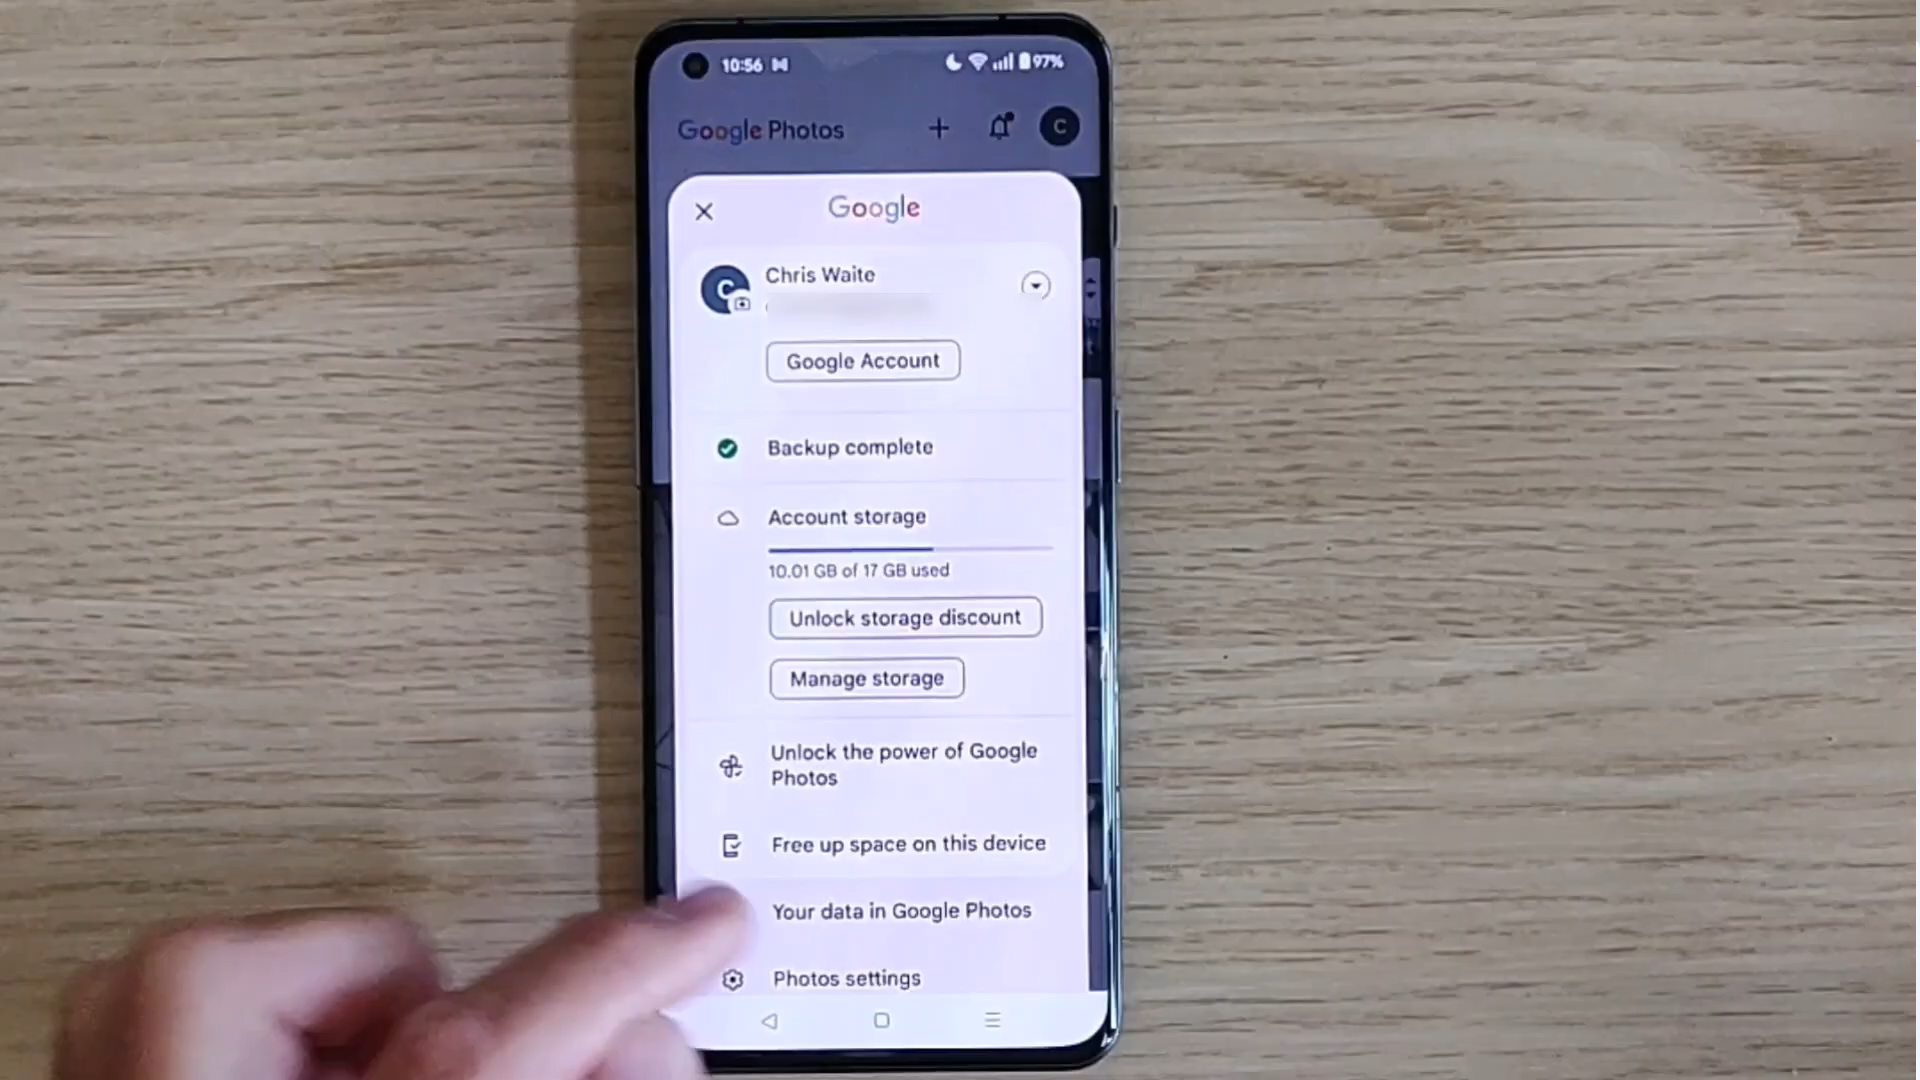 10:56
97%
Google Photos
C
Google
C
Chris Waite
Google Account
Backup complete
Account storage
10.01 GB of 17 GB used
Unlock storage discount
Manage storage
Unlock the power of Google
Photos
Free up space on this device
Your data in Google Photos
Photos settings